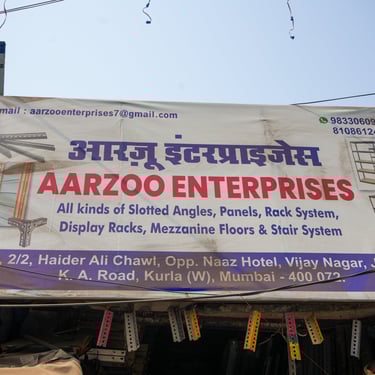 mail : aarzooenterprises7@gmail.com
9833060
8108612
आरज़ू इंटरप्राइजेस
AARZOO ENTERPRISES
All kinds of Slotted Angles, Panels, Rack System,
Display Racks, Mezzanine Floors & Stair System
2/2, Haider Ali Chawl, Opp. Naaz Hotel, Vijay Nagar,
K. A. Road, Kurla (W), Mumbai - 400 072.